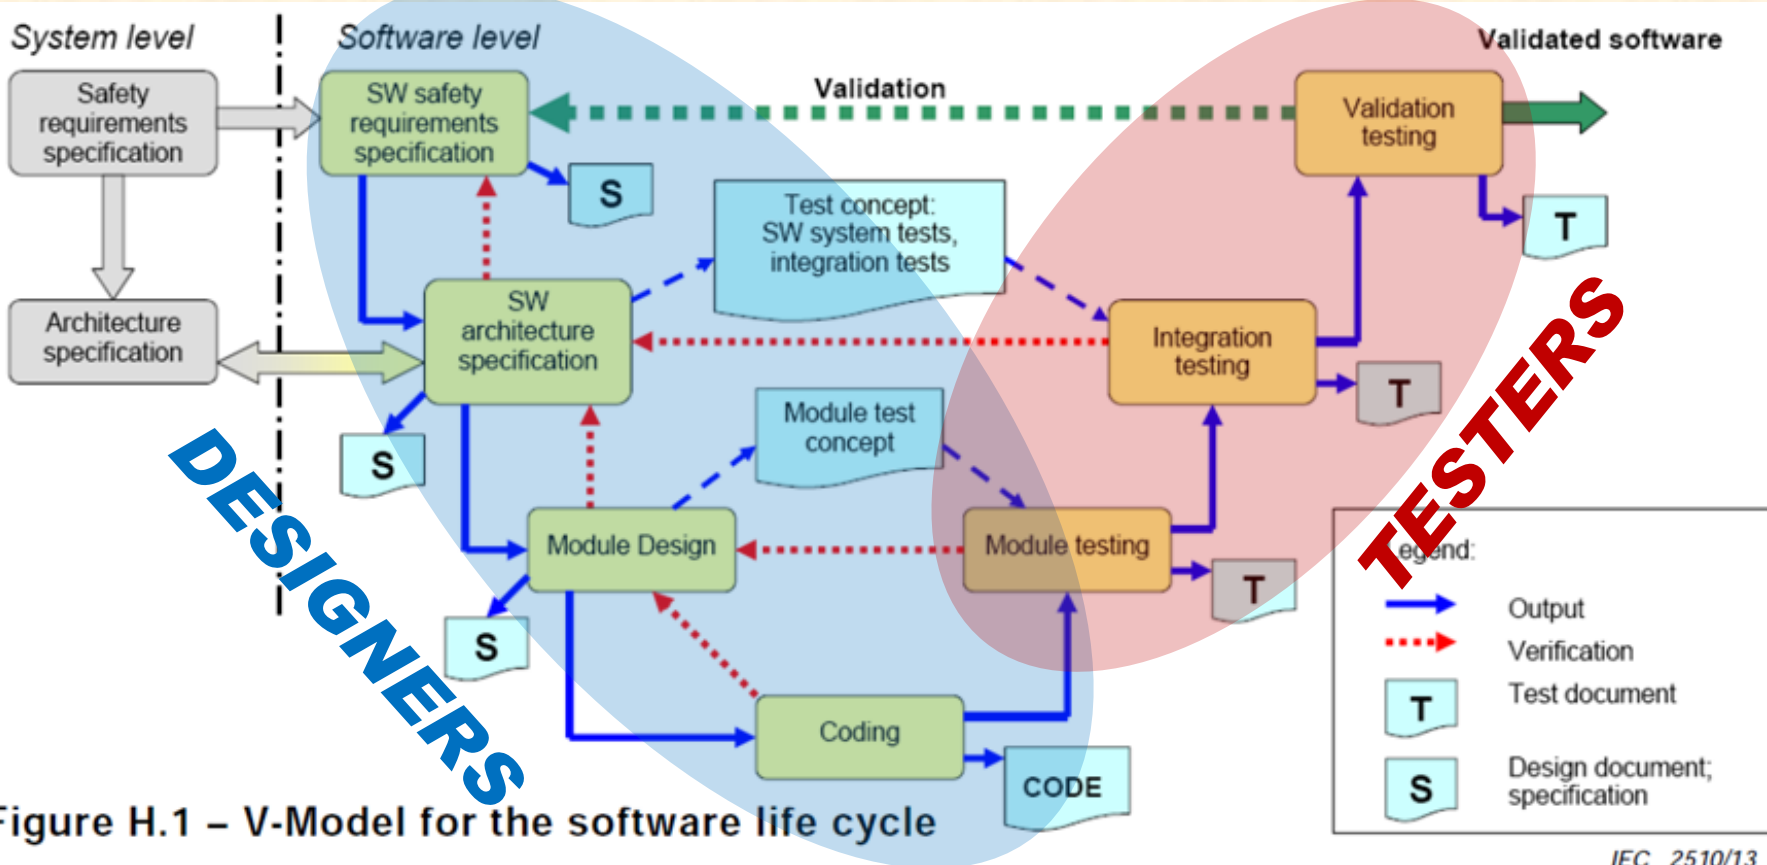 System level
Software level
Validated software
Safety
requirements
specification
SW safety
requirements
specification
Validation
Validation
testing
S
Test concept:
SW system tests,
integration tests
T
Architecture
specification
SW
architecture
specification
Integration
testing
T
S
Module test
concept
DESIGNERS
TESTERS
Module Design
Module testing
T
S
Coding
CODE
egend:
Output
Verification
T
Test document
S
Design document;
specification
Figure H.1 – V-Model for the software life cycle
IEC 2510/13